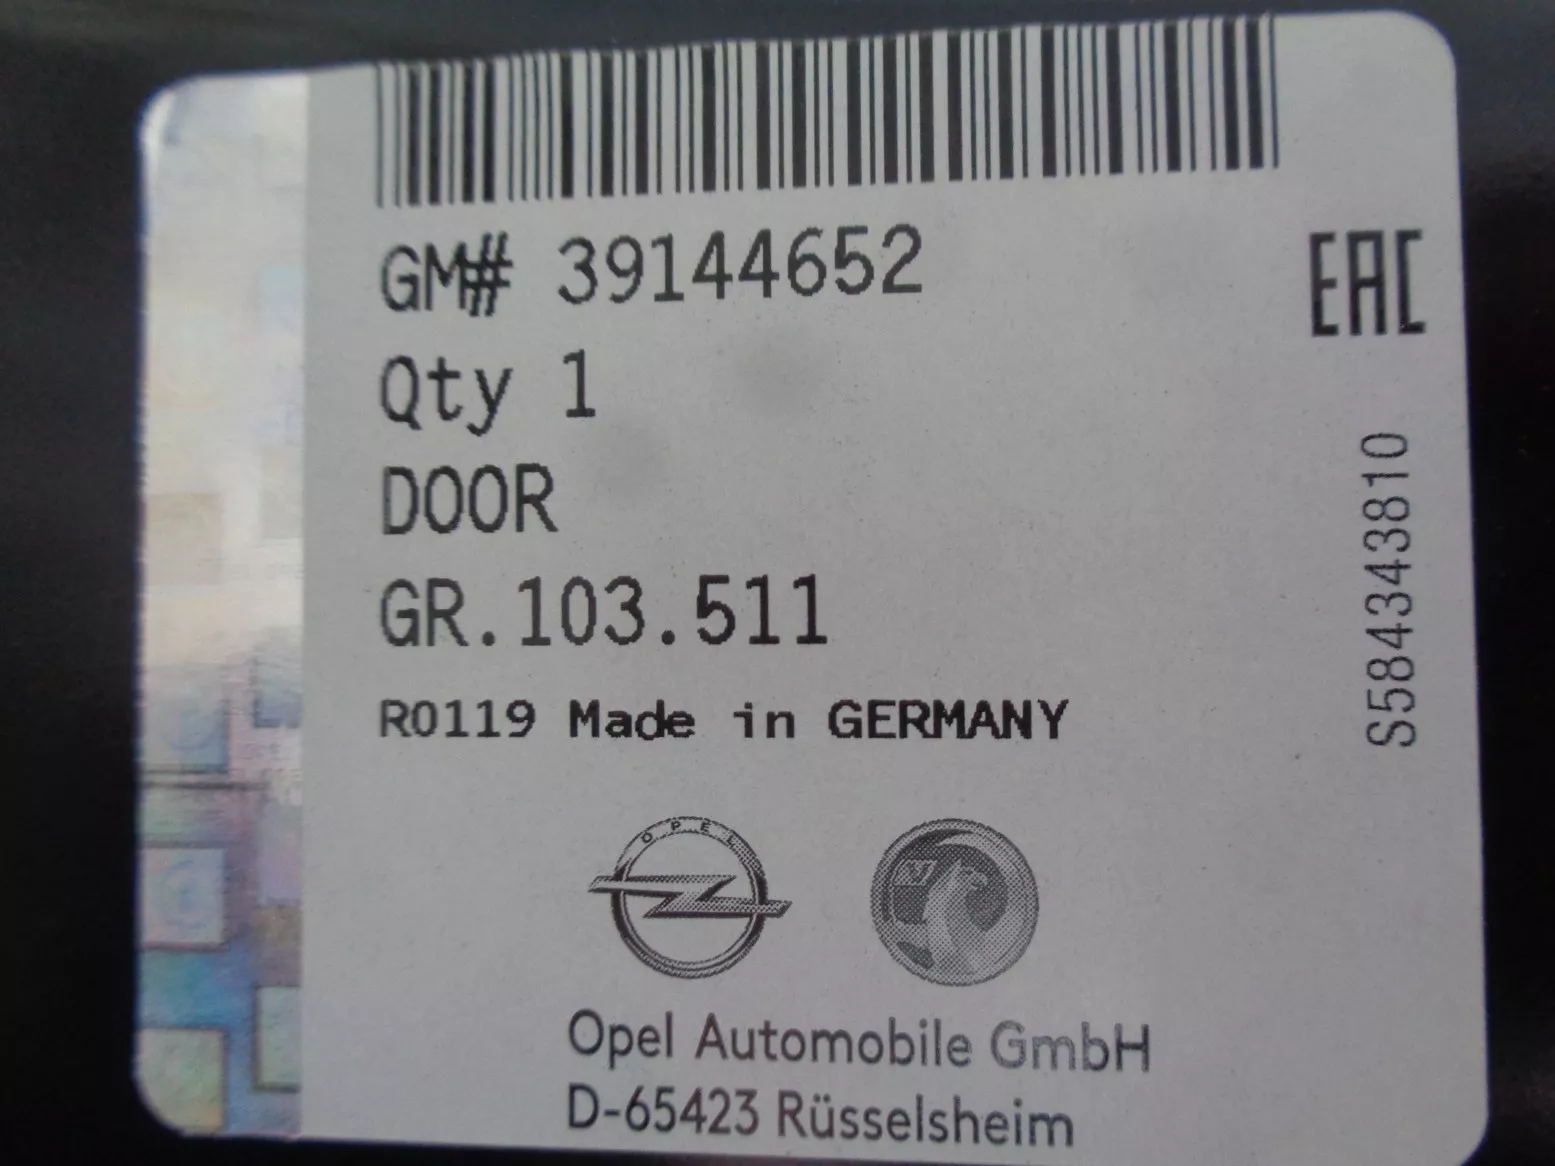 GM# 39144652
EAC
Qty 1
DOOR
GR.103.511
R0119 Made in GERMANY
S584343810
OPEL
V
Opel Automobile GmbH
D-65423 Rüsselsheim